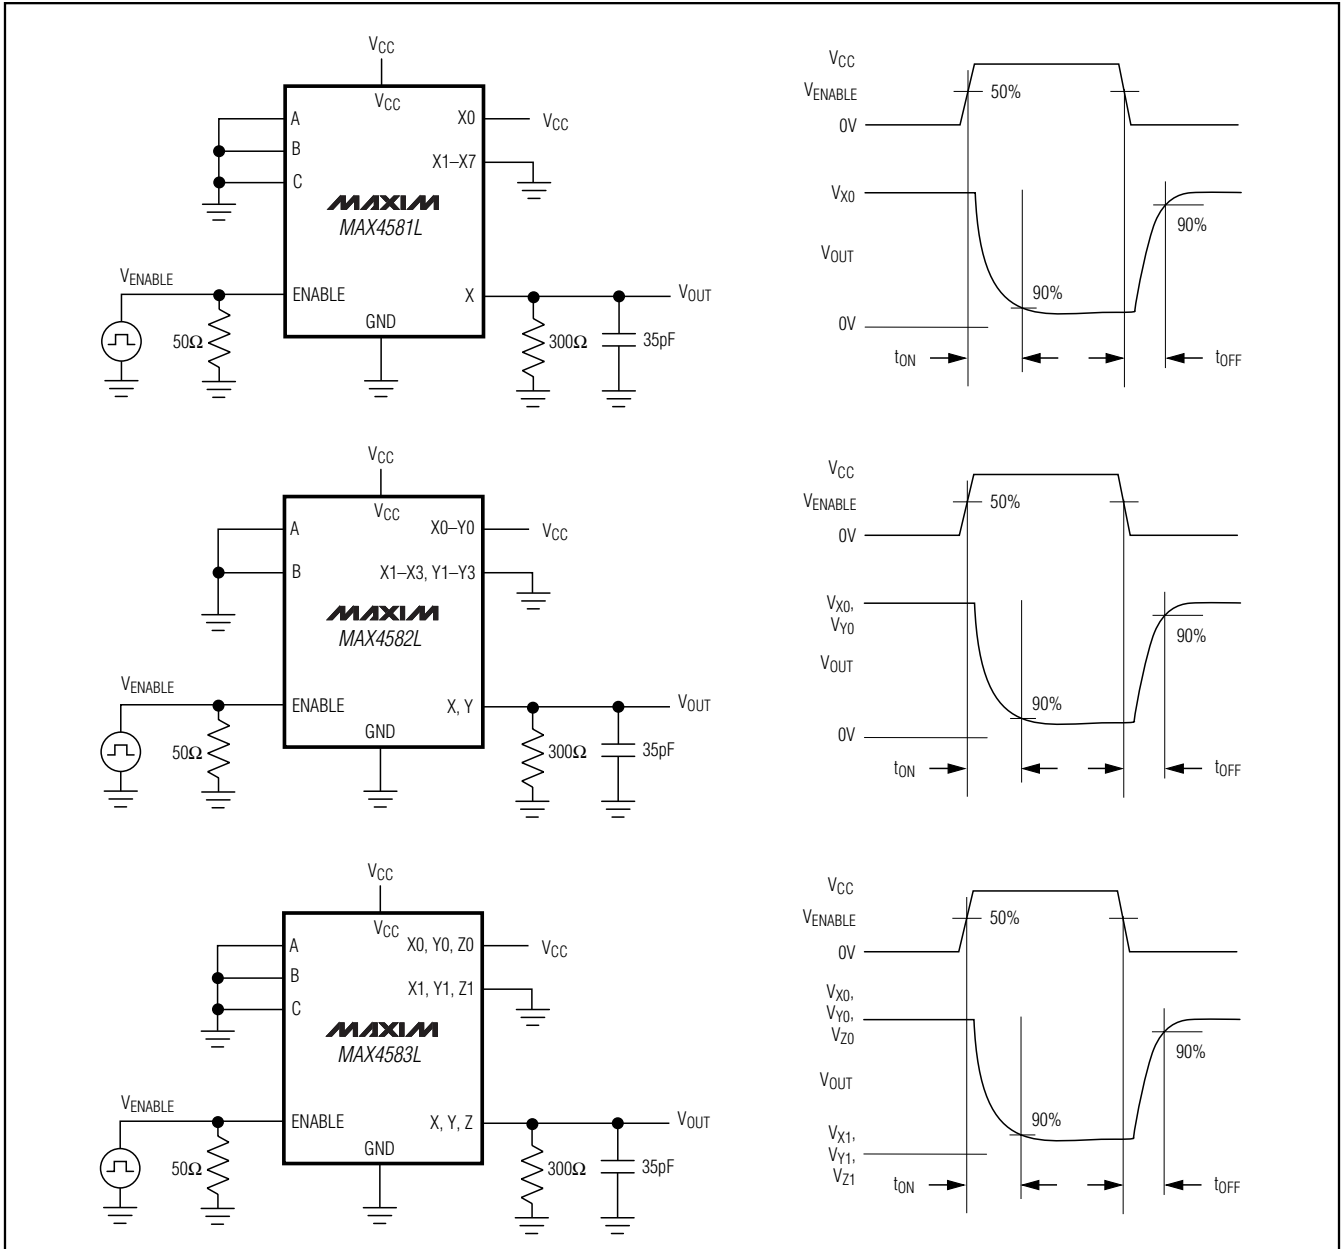 VCC
VCC
A
B
C
X0
VCC
X1–X7
MAXIM
MAX4581L
VENABLE
ENABLE
X
VOUT
GND
50Ω
300Ω
35pF
VCC
VENABLE
50%
0V
VX0
90%
VOUT
90%
0V
tON
tOFF
VCC
VCC
A
B
X0–Y0
VCC
X1–X3, Y1–Y3
MAXIM
MAX4582L
VENABLE
ENABLE
X, Y
VOUT
GND
50Ω
300Ω
35pF
VCC
VENABLE
50%
0V
VX0,
VY0
90%
VOUT
90%
0V
tON
tOFF
VCC
VCC
A
B
C
X0, Y0, Z0
VCC
X1, Y1, Z1
MAXIM
MAX4583L
VENABLE
ENABLE
X, Y, Z
VOUT
GND
50Ω
300Ω
35pF
VCC
VENABLE
50%
0V
VX0,
VY0,
VZ0
90%
VOUT
90%
VX1,
VY1,
VZ1
tON
tOFF